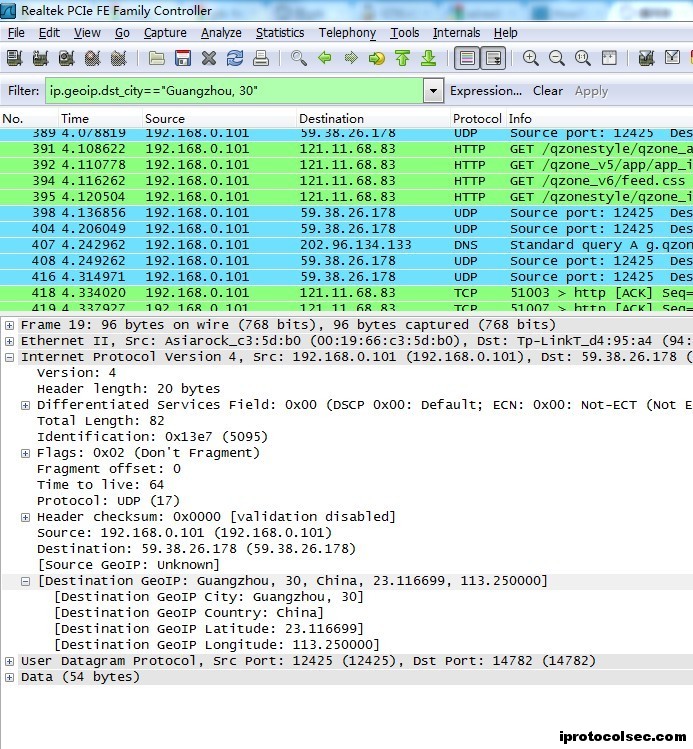 Realtek PCIe FE Family Controller
File Edit View Go Capture Analyze Statistics Telephony Tools Internals Help
Filter: ip.geoip.dst_city=="Guangzhou, 30" Expression... Clear Apply
No. Time Source Destination Protocol Info
389 4.078819 192.168.0.101 59.38.26.178 UDP Source port: 12425 Des
391 4.108622 192.168.0.101 121.11.68.83 HTTP GET /qzonestyle/qzone_a
392 4.110778 192.168.0.101 121.11.68.83 HTTP GET /qzone_v5/app/app_i
394 4.116262 192.168.0.101 121.11.68.83 HTTP GET /qzone_v6/feed.css
395 4.120504 192.168.0.101 121.11.68.83 HTTP GET /qzonestyle/qzone_i
398 4.136856 192.168.0.101 59.38.26.178 UDP Source port: 12425 Des
404 4.206049 192.168.0.101 59.38.26.178 UDP Source port: 12425 Des
407 4.242962 192.168.0.101 202.96.134.133 DNS Standard query A g.qzon
408 4.249262 192.168.0.101 59.38.26.178 UDP Source port: 12425 Des
416 4.314971 192.168.0.101 59.38.26.178 UDP Source port: 12425 Des
418 4.334020 192.168.0.101 121.11.68.83 TCP 51003 > http [ACK] Seq=
419 4.337927 192.168.0.101 121.11.68.83 TCP 51007 > http [ACK] Seq=
Frame 19: 96 bytes on wire (768 bits), 96 bytes captured (768 bits)
Ethernet II, Src: Asiarock_c3:5d:b0 (00:19:66:c3:5d:b0), Dst: Tp-LinkT_d4:95:a4 (94:
Internet Protocol Version 4, Src: 192.168.0.101 (192.168.0.101), Dst: 59.38.26.178 (
Version: 4
Header length: 20 bytes
Differentiated Services Field: 0x00 (DSCP 0x00: Default; ECN: 0x00: Not-ECT (Not E
Total Length: 82
Identification: 0x13e7 (5095)
Flags: 0x02 (Don't Fragment)
Fragment offset: 0
Time to live: 64
Protocol: UDP (17)
Header checksum: 0x0000 [validation disabled]
Source: 192.168.0.101 (192.168.0.101)
Destination: 59.38.26.178 (59.38.26.178)
[Source GeoIP: Unknown]
[Destination GeoIP: Guangzhou, 30, China, 23.116699, 113.250000]
[Destination GeoIP City: Guangzhou, 30]
[Destination GeoIP Country: China]
[Destination GeoIP Latitude: 23.116699]
[Destination GeoIP Longitude: 113.250000]
User Datagram Protocol, Src Port: 12425 (12425), Dst Port: 14782 (14782)
Data (54 bytes)
iprotocolsec.com